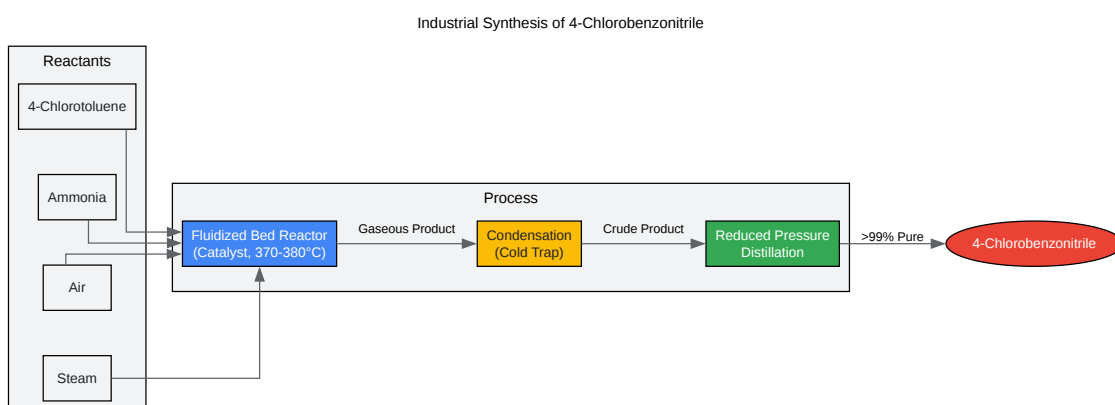 Industrial Synthesis of 4-Chlorobenzonitrile
Reactants
4-Chlorotoluene
Ammonia
Air
Steam
Process
Fluidized Bed Reactor
(Catalyst, 370-380°C)
Gaseous Product
Condensation
(Cold Trap)
Crude Product
Reduced Pressure
Distillation
>99% Pure
4-Chlorobenzonitrile